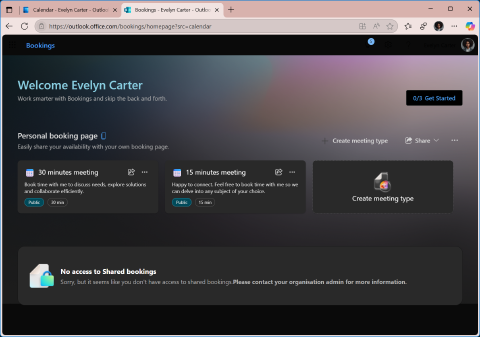 Calendar - Evelyn Carter - Outlo
Bookings - Evelyn Carter - Outlo
https://outlook.office.com/bookings/homepage?src=calendar
Bookings
Welcome Evelyn Carter
Work smarter with Bookings and skip the back and forth.
0/3 Get Started
Personal booking page
Easily share your availability with your own booking page.
Create meeting type
Share
30 minutes meeting
Book time with me to discuss needs, explore solutions
and collaborate efficiently.
Public
30 min
15 minutes meeting
Happy to connect. Feel free to book time with me so we
can delve into any subject of your choice.
Public
15 min
Create meeting type
No access to Shared bookings
Sorry, but it seems like you don't have access to shared bookings.Please contact your organisation admin for more information.